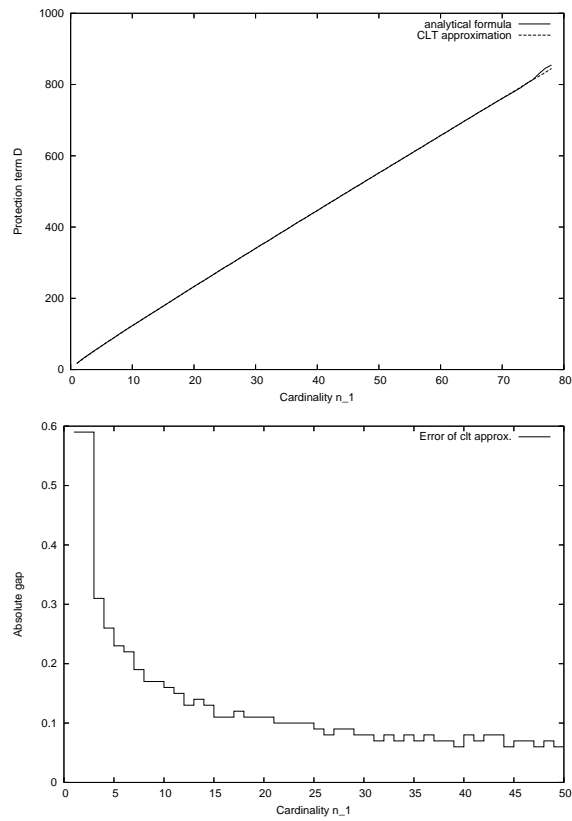 1000
800
600
400
200
0
Protection term D
analytical formula
CLT approximation
0 10 20 30 40 50 60 70 80
Cardinality n_1
0.6
0.5
0.4
0.3
0.2
0.1
0
Absolute gap
Error of clt approx.
0 5 10 15 20 25 30 35 40 45 50
Cardinality n_1